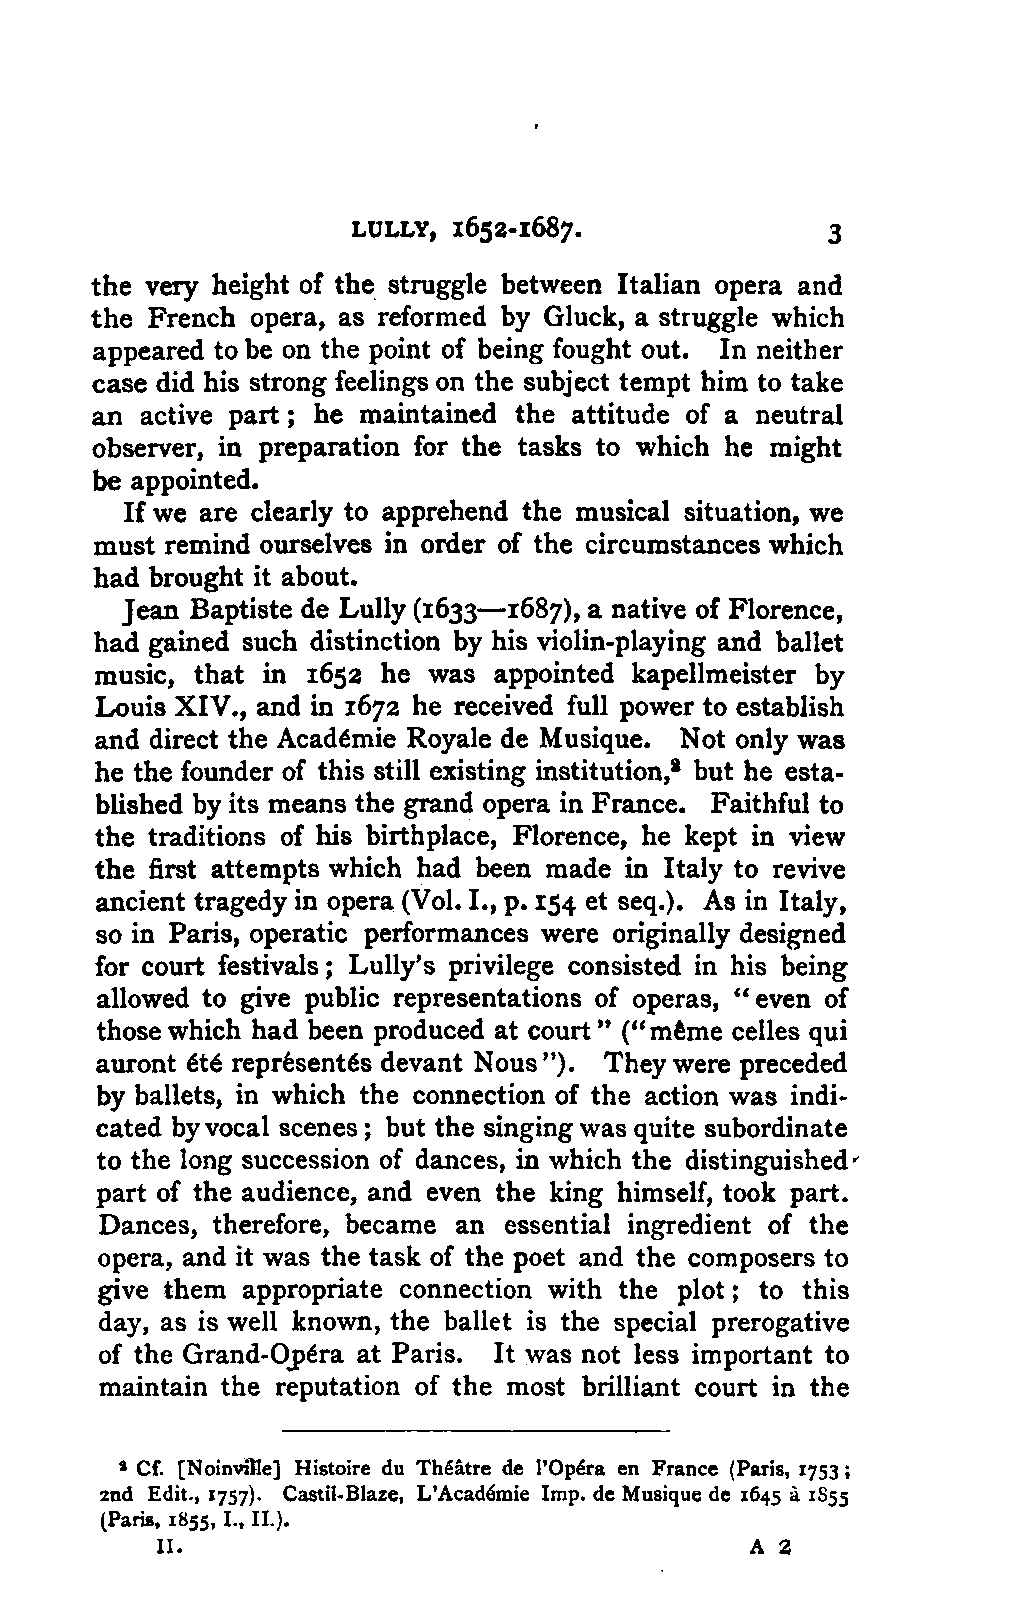 LULLY, 1652-1687. 3
the very height of the struggle between Italian opera and
the French opera, as reformed by Gluck, a struggle which
appeared to be on the point of being fought out. In neither
case did his strong feelings on the subject tempt him to take
an active part; he maintained the attitude of a neutral
observer, in preparation for the tasks to which he might
be appointed.
If we are clearly to apprehend the musical situation, we
must remind ourselves in order of the circumstances which
had brought it about.
Jean Baptiste de Lully (1633—1687), a native of Florence,
had gained such distinction by his violin-playing and ballet
music, that in 1652 he was appointed kapellmeister by
Louis XIV., and in 1672 he received full power to establish
and direct the Académie Royale de Musique. Not only was
he the founder of this still existing institution,² but he esta-
blished by its means the grand opera in France. Faithful to
the traditions of his birthplace, Florence, he kept in view
the first attempts which had been made in Italy to revive
ancient tragedy in opera (Vol. I., p. 154 et seq.). As in Italy,
so in Paris, operatic performances were originally designed
for court festivals; Lully's privilege consisted in his being
allowed to give public representations of operas, "even of
those which had been produced at court" ("même celles qui
auront été représentés devant Nous"). They were preceded
by ballets, in which the connection of the action was indi-
cated by vocal scenes; but the singing was quite subordinate
to the long succession of dances, in which the distinguished
part of the audience, and even the king himself, took part.
Dances, therefore, became an essential ingredient of the
opera, and it was the task of the poet and the composers to
give them appropriate connection with the plot; to this
day, as is well known, the ballet is the special prerogative
of the Grand-Opéra at Paris. It was not less important to
maintain the reputation of the most brilliant court in the
² Cf. [Noinville] Histoire du Théâtre de l'Opéra en France (Paris, 1753;
2nd Edit., 1757). Castil-Blaze, L'Académie Imp. de Musique de 1645 à 1855
(Paris, 1855, I., II.).
II. A 2